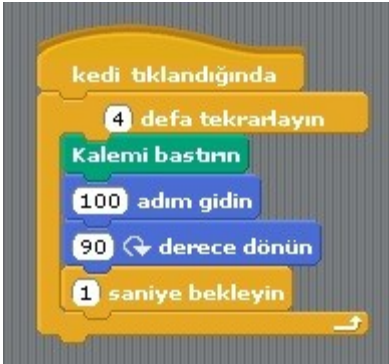 kedi tıklandığında
4 defa tekrarlayın
Kalemi bastırın
100 adım gidin
90 derece dönün
1 saniye bekleyin